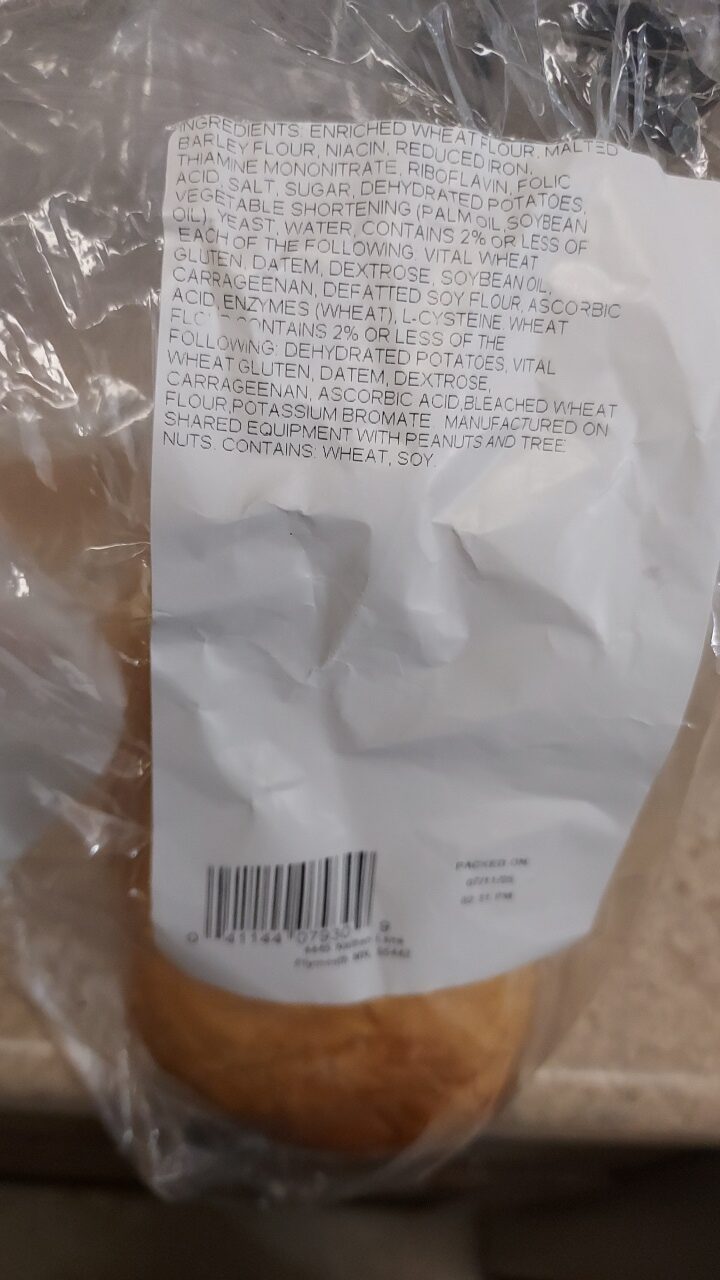 INGREDIENTS: ENRICHED WHEAT FLOUR, MALTED
BARLEY FLOUR, NIACIN, REDUCED IRON,
THIAMINE MONONITRATE, RIBOFLAVIN, FOLIC
ACID, SALT, SUGAR, DEHYDRATED POTATOES,
VEGETABLE SHORTENING (PALM OIL, SOYBEAN
OIL), YEAST, WATER, CONTAINS 2% OR LESS OF
EACH OF THE FOLLOWING: VITAL WHEAT
GLUTEN, DATEM, DEXTROSE, SOYBEAN OIL,
CARRAGEENAN, DEFATTED SOY FLOUR, ASCORBIC
ACID, ENZYMES (WHEAT), L-CYSTEINE, WHEAT
CONTAINS 2% OR LESS OF THE
FOLLOWING: DEHYDRATED POTATOES, VITAL
WHEAT GLUTEN, DATEM, DEXTROSE,
CARRAGEENAN, ASCORBIC ACID,BLEACHED WHEAT
FLOUR,POTASSIUM BROMATE. MANUFACTURED ON
SHARED EQUIPMENT WITH PEANUTS AND TREE
NUTS. CONTAINS: WHEAT, SOY.
PACKED ON
0 41144 07930 9
Plymouth